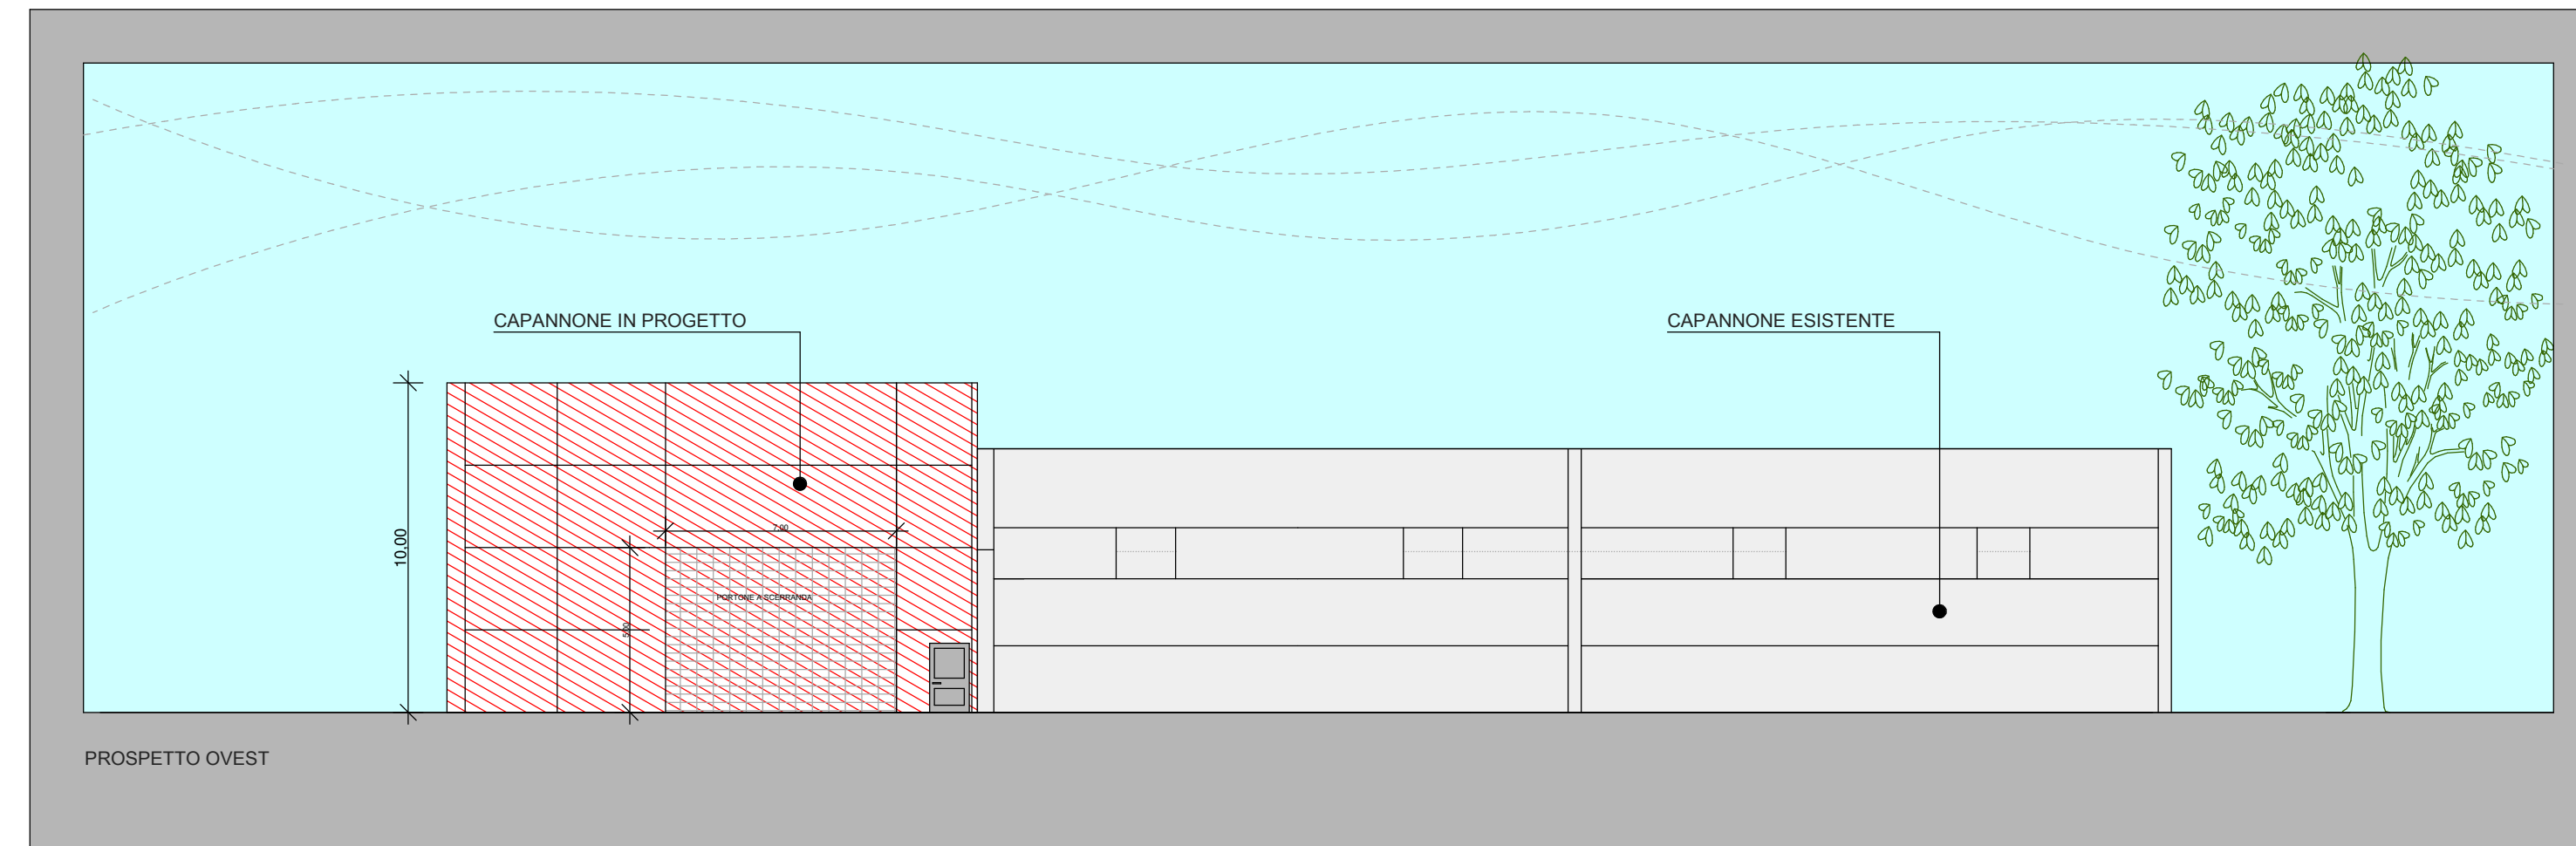 CAPANNONE IN PROGETTO
CAPANNONE ESISTENTE
10,00
7,00
PORTONE A SCERRANDA
5,00
PROSPETTO OVEST